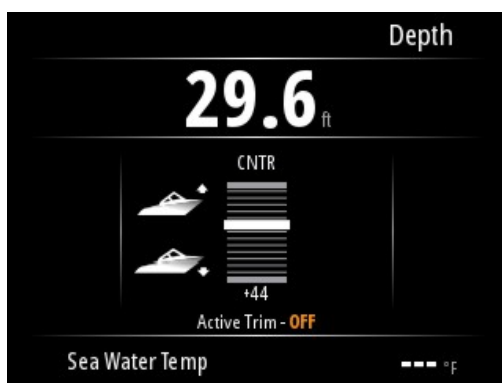 Depth
29.6 ft
CNTR
+44
Active Trim - OFF
Sea Water Temp --- °F